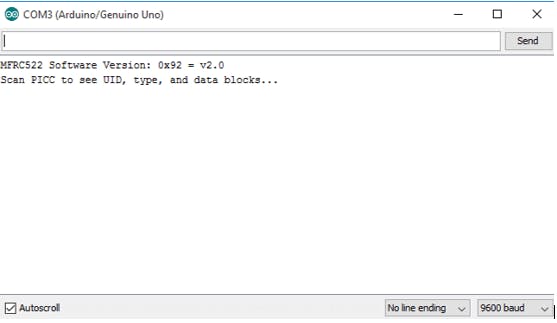 COM3 (Arduino/Genuino Uno)
Send
MFRC522 Software Version: 0x92 = v2.0
Scan PICC to see UID, type, and data blocks...
Autoscroll
No line ending
9600 baud